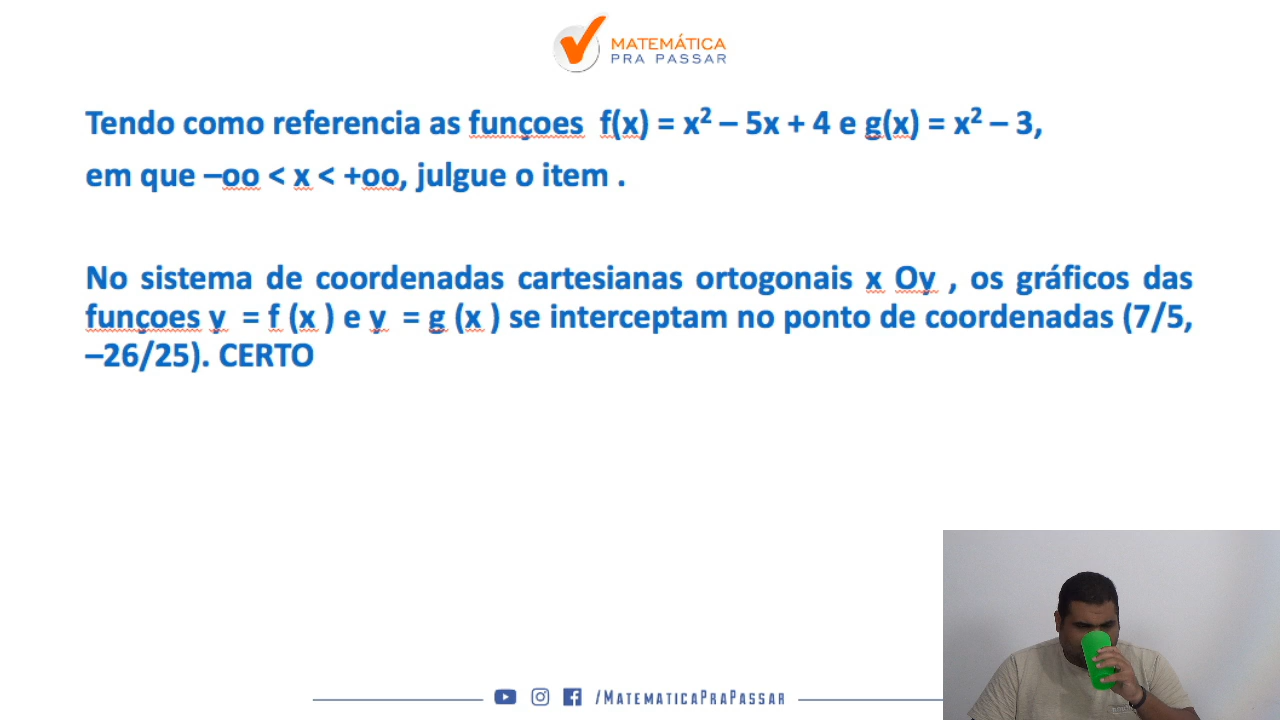 MATEMÁTICA
PRA PASSAR
Tendo como referencia as funçoes f(x) = x² – 5x + 4 e g(x) = x² – 3,
em que –oo < x < +oo, julgue o item .
No sistema de coordenadas cartesianas ortogonais x Oy , os gráficos das
funçoes y = f (x ) e y = g (x ) se interceptam no ponto de coordenadas (7/5,
–26/25). CERTO
/MATEMATICAPRAPASSAR